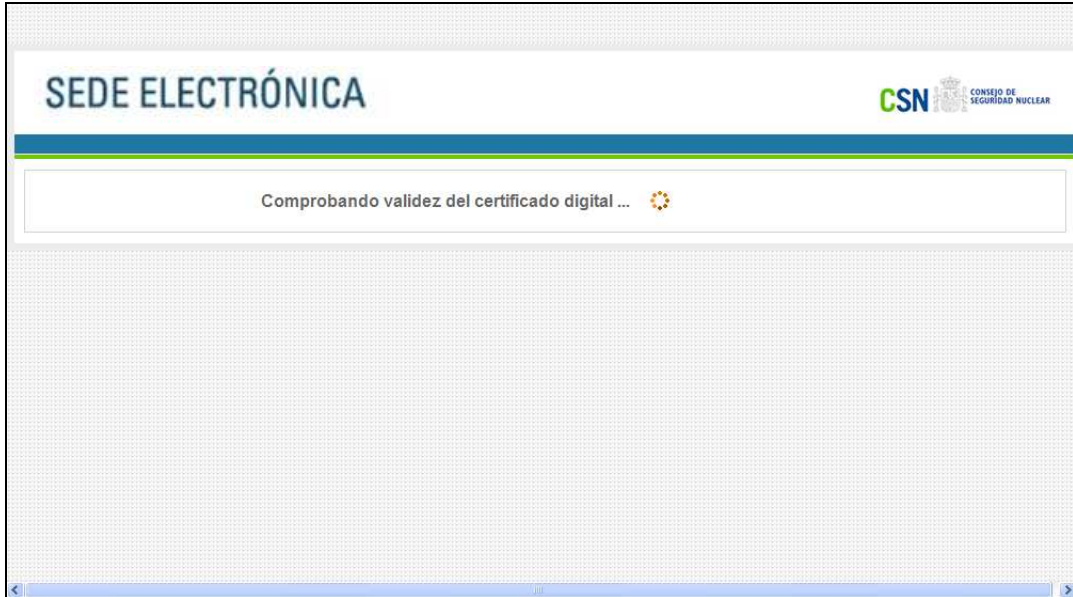 SEDE ELECTRÓNICA
CSN
CONSEJO DE
SEGURIDAD NUCLEAR
Comprobando validez del certificado digital ...